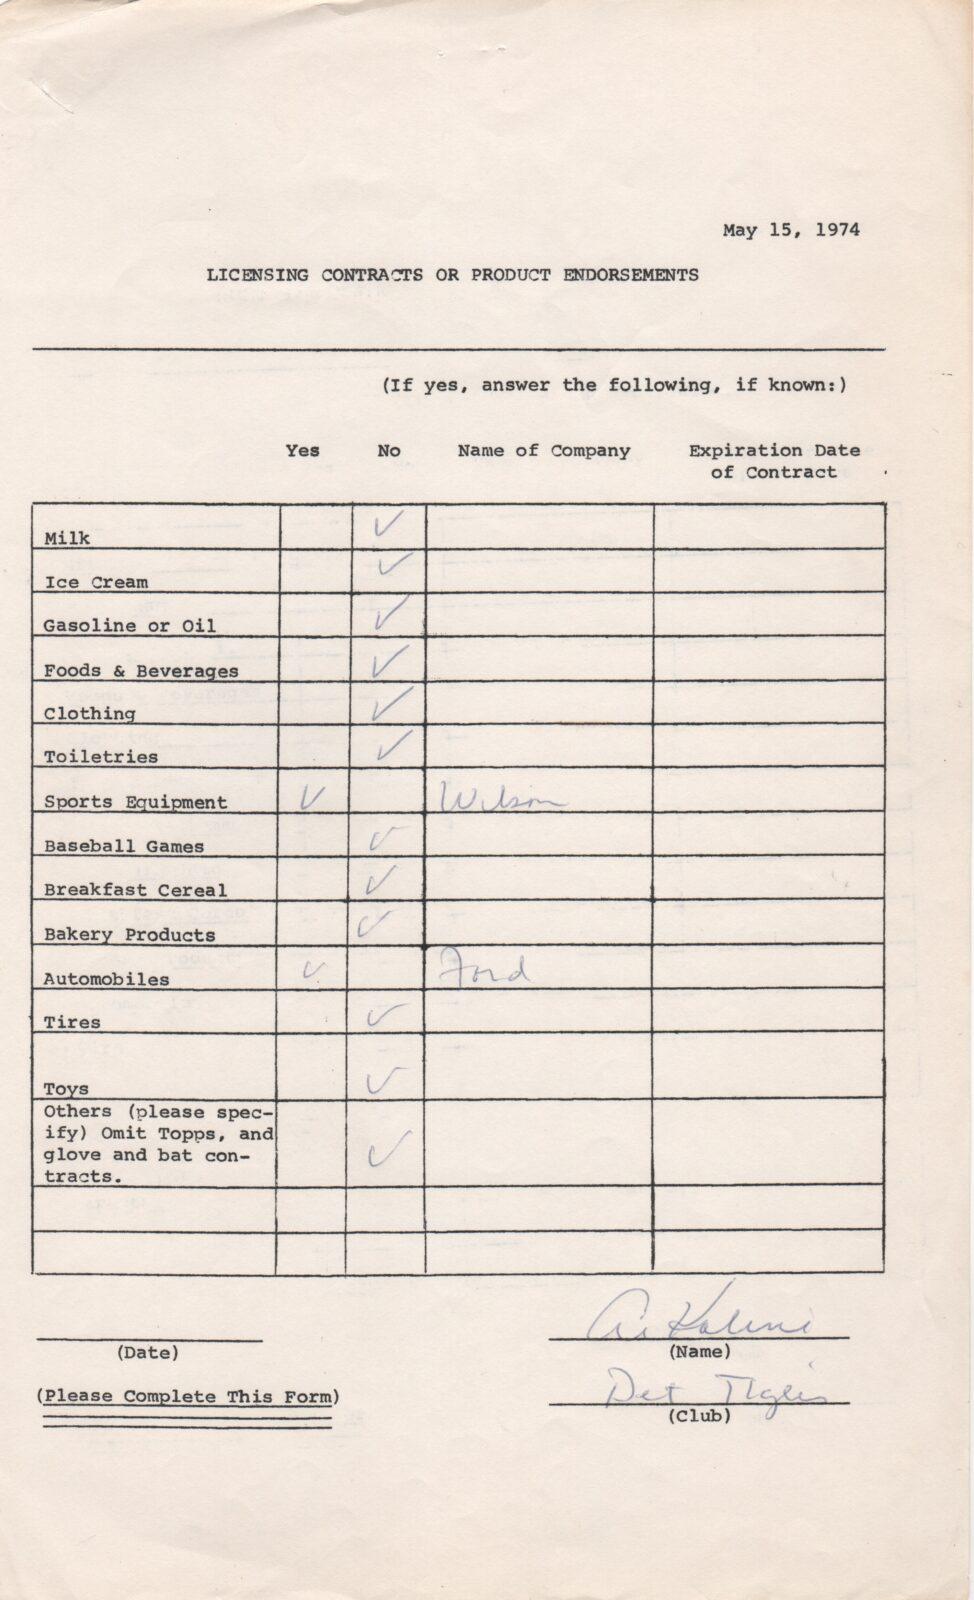 May 15, 1974
LICENSING CONTRACTS OR PRODUCT ENDORSEMENTS
(If yes, answer the following, if known:)
Yes No Name of Company Expiration Date
of Contract
Milk ✓
Ice Cream ✓
Gasoline or Oil ✓
Foods & Beverages ✓
Clothing ✓
Toiletries ✓
Sports Equipment ✓ Wilson
Baseball Games ✓
Breakfast Cereal ✓
Bakery Products ✓
Automobiles ✓ Ford
Tires ✓
Toys ✓
Others (please spec-
ify) Omit Topps, and
glove and bat con-
tracts. ✓
Al Kaline
(Date) (Name)
Det Tigers
(Please Complete This Form)
(Club)